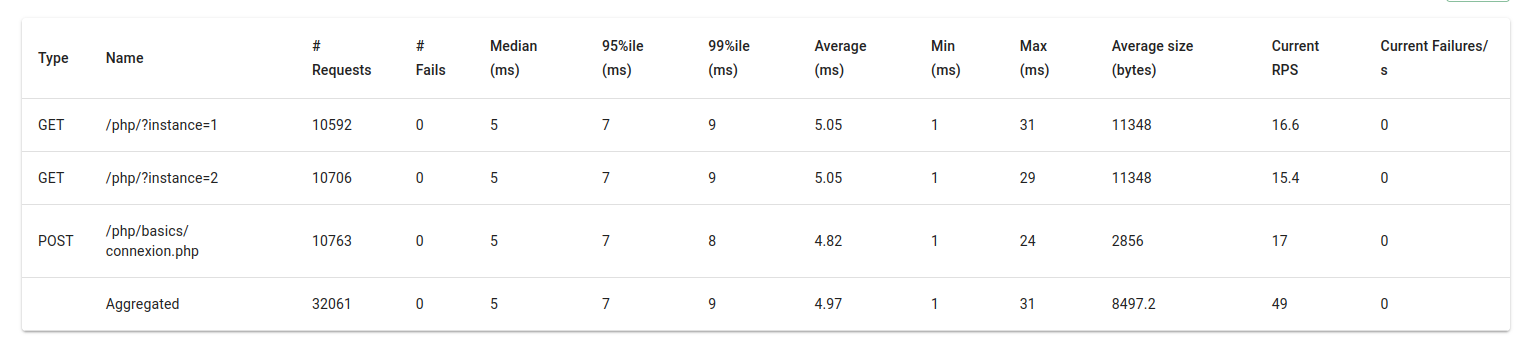 Type Name # Requests # Fails Median (ms) 95%ile (ms) 99%ile (ms) Average (ms) Min (ms) Max (ms) Average size (bytes) Current RPS Current Failures/s
GET /php/?instance=1 10592 0 5 7 9 5.05 1 31 11348 16.6 0
GET /php/?instance=2 10706 0 5 7 9 5.05 1 29 11348 15.4 0
POST /php/basics/connexion.php 10763 0 5 7 8 4.82 1 24 2856 17 0
Aggregated 32061 0 5 7 9 4.97 1 31 8497.2 49 0